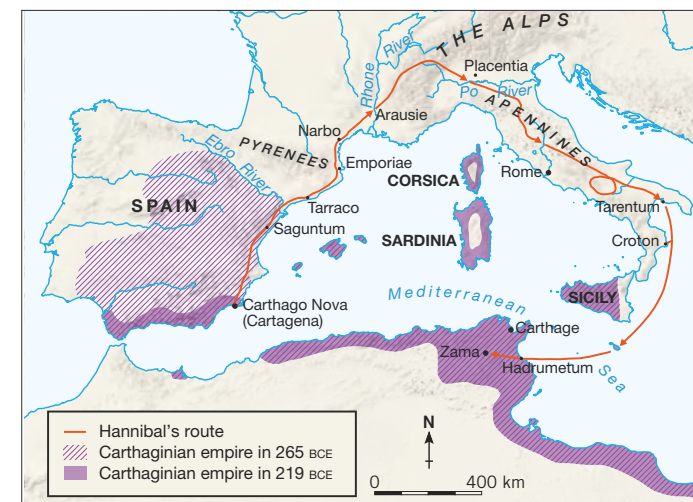 THE ALPS
Rhone River
Placentia
Po River
Arausie
APENNINES
Narbo
PYRENEES
Ebro River
Emporiae
CORSICA
Rome
SPAIN
Tarraco
Tarentum
Saguntum
SARDINIA
Croton
Mediterranean
Sea
SICILY
Carthago Nova
(Cartagena)
Carthage
Zama
Hadrumetum
Hannibal's route
Carthaginian empire in 265 BCE
Carthaginian empire in 219 BCE
N
0 400 km